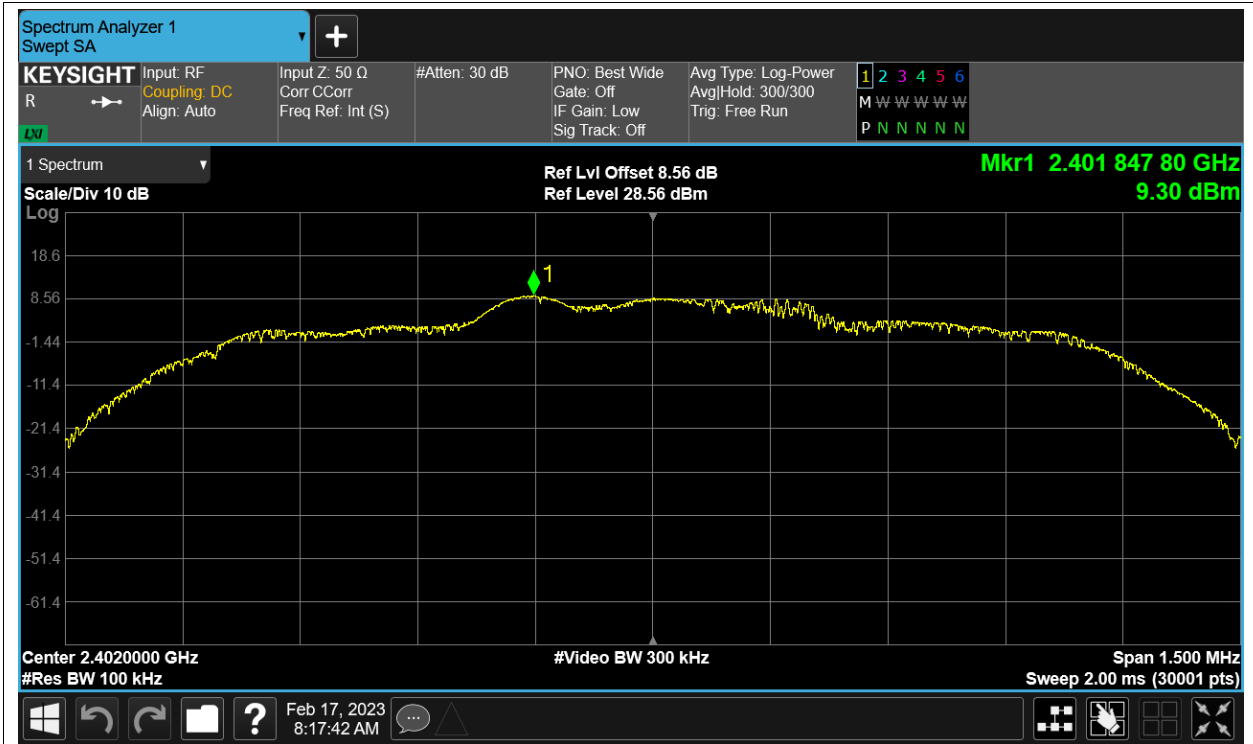 Spectrum Analyzer 1
Swept SA
KEYSIGHT
R
LXI
Input: RF
Coupling: DC
Align: Auto
Input Z: 50 Ω
Corr CCorr
Freq Ref: Int (S)
#Atten: 30 dB
PNO: Best Wide
Gate: Off
IF Gain: Low
Sig Track: Off
Avg Type: Log-Power
Avg|Hold: 300/300
Trig: Free Run
1 2 3 4 5 6
M W W W W W
P N N N N N
1 Spectrum
Scale/Div 10 dB
Log
Ref Lvl Offset 8.56 dB
Ref Level 28.56 dBm
Mkr1 2.401 847 80 GHz
9.30 dBm
1
18.6
8.56
-1.44
-11.4
-21.4
-31.4
-41.4
-51.4
-61.4
Center 2.4020000 GHz
#Video BW 300 kHz
Span 1.500 MHz
#Res BW 100 kHz
Sweep 2.00 ms (30001 pts)
?
Feb 17, 2023
8:17:42 AM